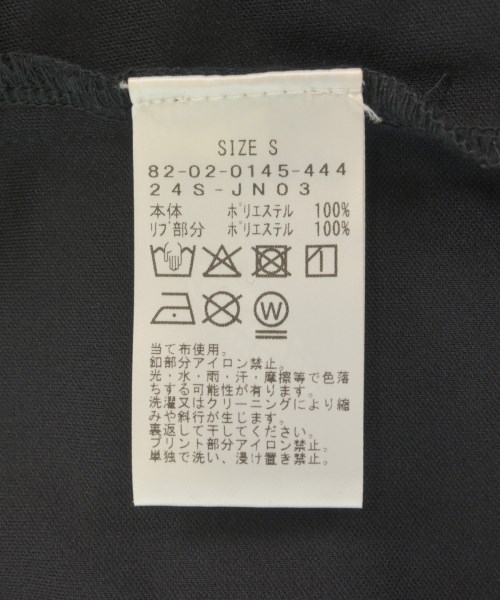 SIZE S
82-02-0145-444
24S-JN03
本体 ポリエステル 100%
リブ部分 ポリエステル 100%
W
当て布使用。
釦部分アイロン禁止。
光・水・雨・汗・摩擦等で色落
ちする可能性が有ります。
洗濯又はクリーニングにより縮
みや斜行が生じます。
裏返して干してください。
プリント部分アイロン禁止。
単独で洗い、浸け置き禁止。